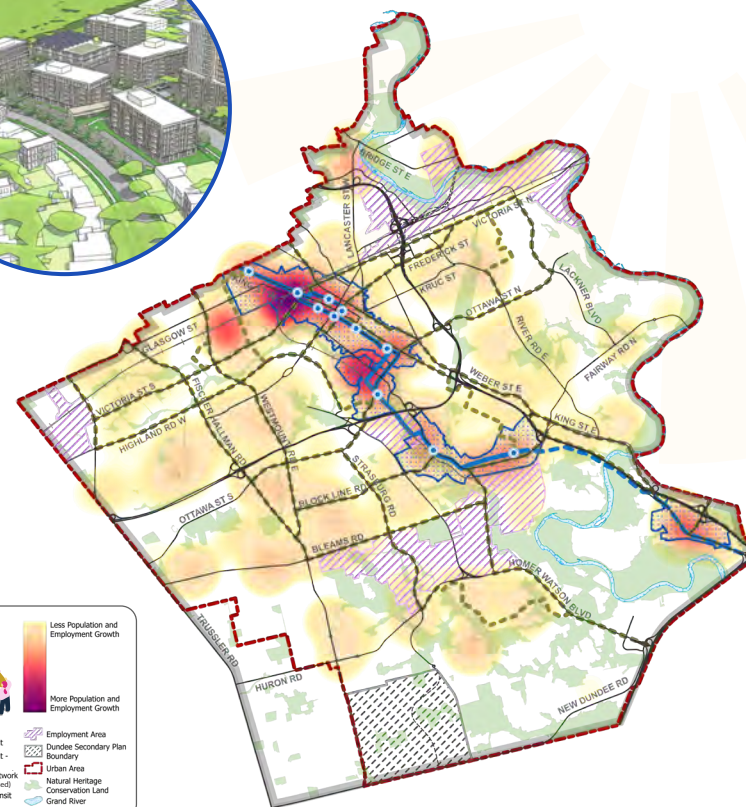 BRIDGE ST E
LANCASTER ST W
VICTORIA ST N
FREDERICK ST
KRUG ST
LACKNER BLVD
OTTAWA ST N
RIVER RD E
FAIRWAY RD N
GLASGOW ST
WEBER ST E
KING ST E
VICTORIA ST S
FISCHER HALLMAN RD
WESTMOUNT RD E
HIGHLAND RD W
STRASBURG RD
OTTAWA ST S
BLOCK LINE RD
BLEAMS RD
HOMER WATSON BLVD
TRUSSLER RD
HURON RD
NEW DUNDEE RD
Less Population and
Employment Growth
More Population and
Employment Growth
Employment Area
Dundee Secondary Plan
Boundary
Urban Area
Natural Heritage
Conservation Land
Grand River